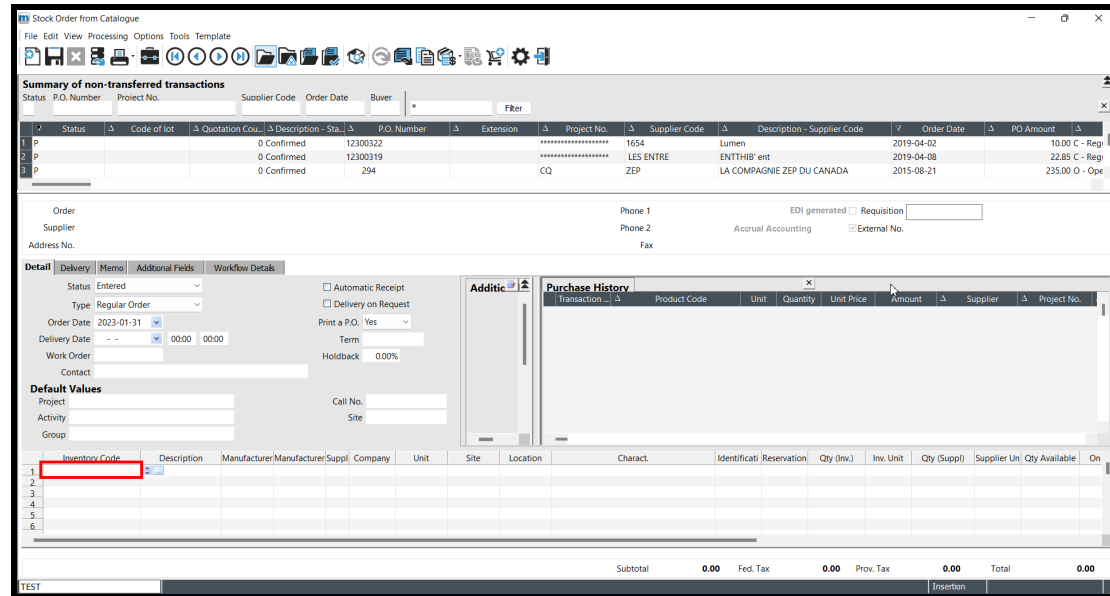 Stock Order from Catalogue
File Edit View Processing Options Tools Template
Summary of non-transferred transactions
Status P.O. Number Project No. Supplier Code Order Date Buyer
* Filter
Status Code of lot Quotation Cou... Description - Sta... P.O. Number Extension Project No. Supplier Code Description - Supplier Code Order Date PO Amount
1 P 0 Confirmed 12300322 ******************** 1654 Lumen 2019-04-02 10.00 C - Reg
2 P 0 Confirmed 12300319 ******************** LES ENTRE ENTTHIB' ent 2019-04-08 22.85 C - Reg
3 P 0 Confirmed 294 CQ ZEP LA COMPAGNIE ZEP DU CANADA 2015-08-21 235.00 O - Ope
Order Phone 1 EDI generated Requisition
Supplier Phone 2 Accrual Accounting External No.
Address No. Fax
Detail Delivery Memo Additional Fields Workflow Details
Status Entered Automatic Receipt Additic Purchase History
Transaction ... Product Code Unit Quantity Unit Price Amount Supplier Project No.
Type Regular Order Delivery on Request
Order Date 2023-01-31 Print a P.O. Yes
Delivery Date - - 00:00 00:00 Term
Work Order Holdback 0.00%
Contact
Default Values
Project Call No.
Activity Site
Group
Inventory Code Description Manufacturer Manufacturer Suppl Company Unit Site Location Charact. Identificati Reservation Qty (Inv.) Inv. Unit Qty (Suppl) Supplier Un Qty Available On
1 ...
2
3
4
5
6
Subtotal 0.00 Fed. Tax 0.00 Prov. Tax 0.00 Total 0.00
TEST Insertion